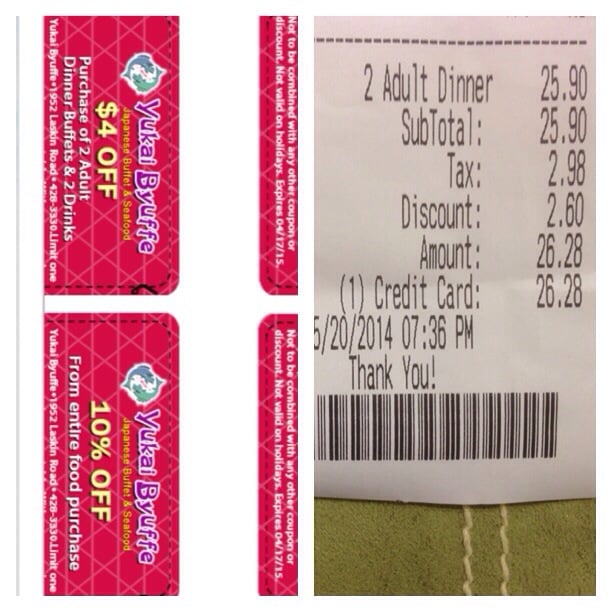 Yukai Byuffe
Japanese Buffet & Seafood
$4 OFF
Purchase of 2 Adult
Dinner Buffets & 2 Drinks
Yukai Byuffe•1952 Laskin Road•428-3330.Limit one
Not to be combined with any other coupon or
discount. Not valid on holidays. Expires 04/17/15.
Yukai Byuffe
Japanese Buffet & Seafood
10% OFF
From entire food purchase
Yukai Byuffe•1952 Laskin Road•428-3330.Limit one
Not to be combined with any other coupon or
discount. Not valid on holidays. Expires 04/17/15.
2 Adult Dinner 25.90
SubTotal: 25.90
Tax: 2.98
Discount: 2.60
Amount: 26.28
(1) Credit Card: 26.28
5/20/2014 07:36 PM
Thank You!